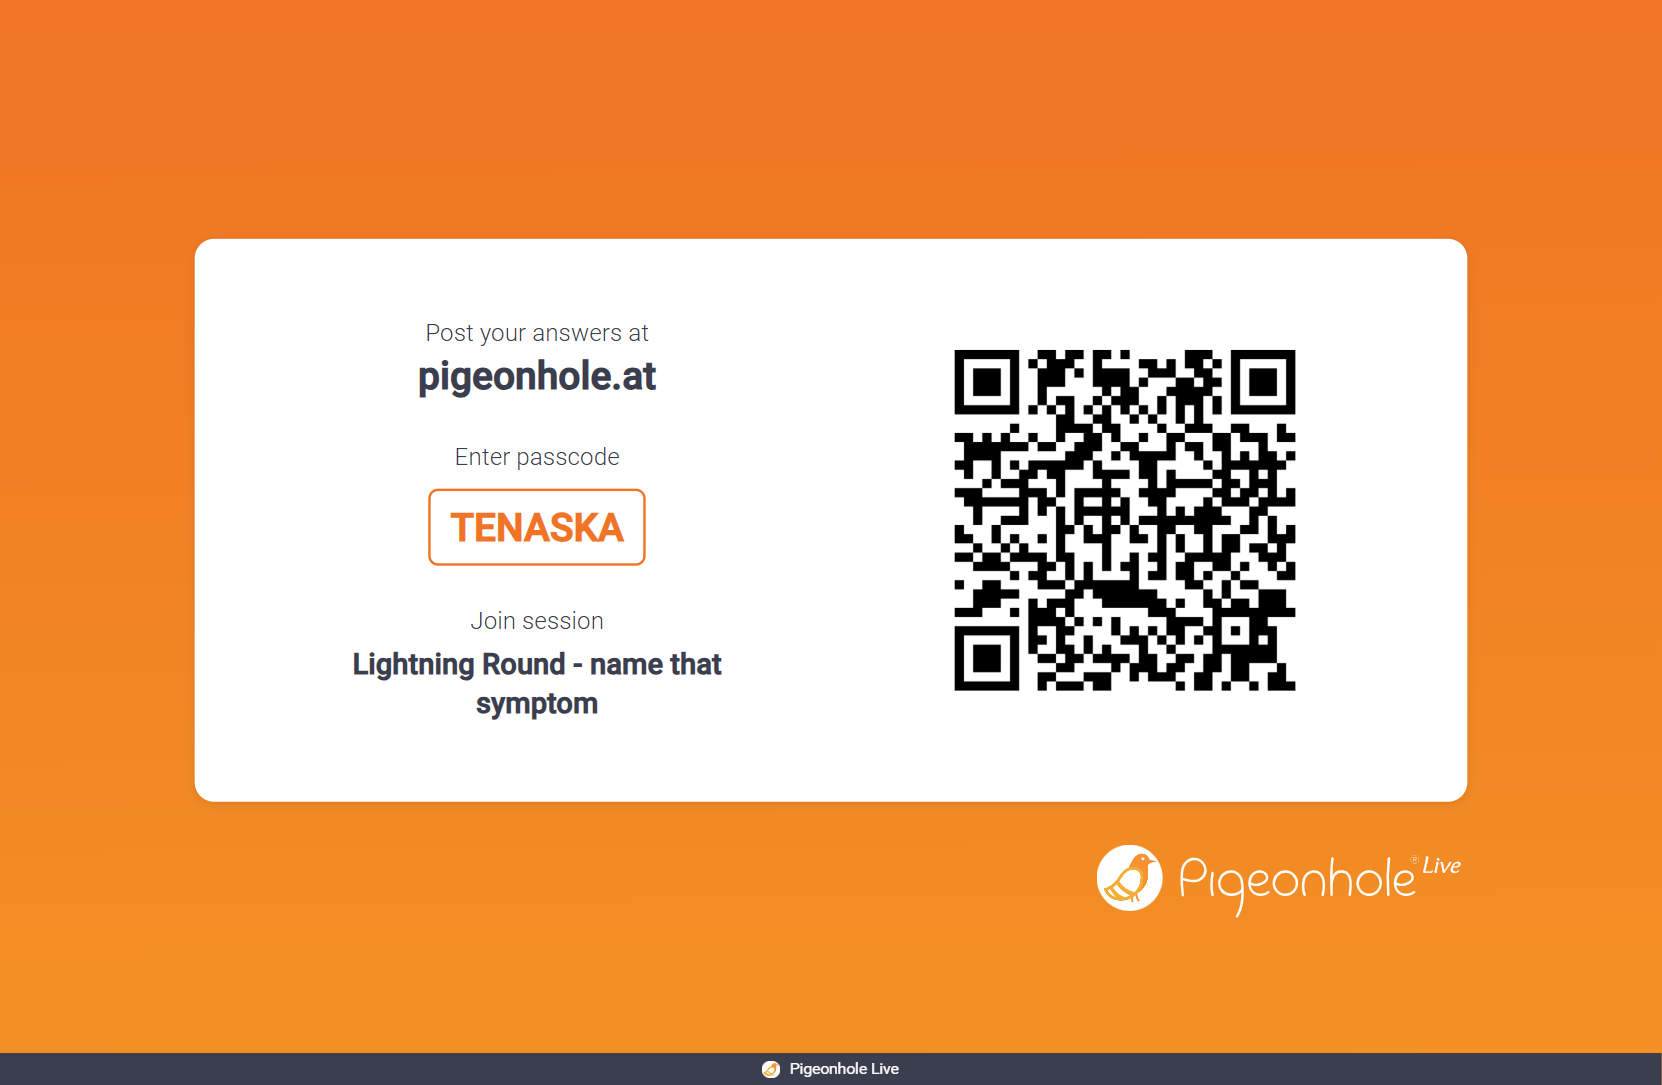 Post your answers at
pigeonhole.at
Enter passcode
TENASKA
Join session
Lightning Round - name that
symptom
Pigeonhole® Live
Pigeonhole Live